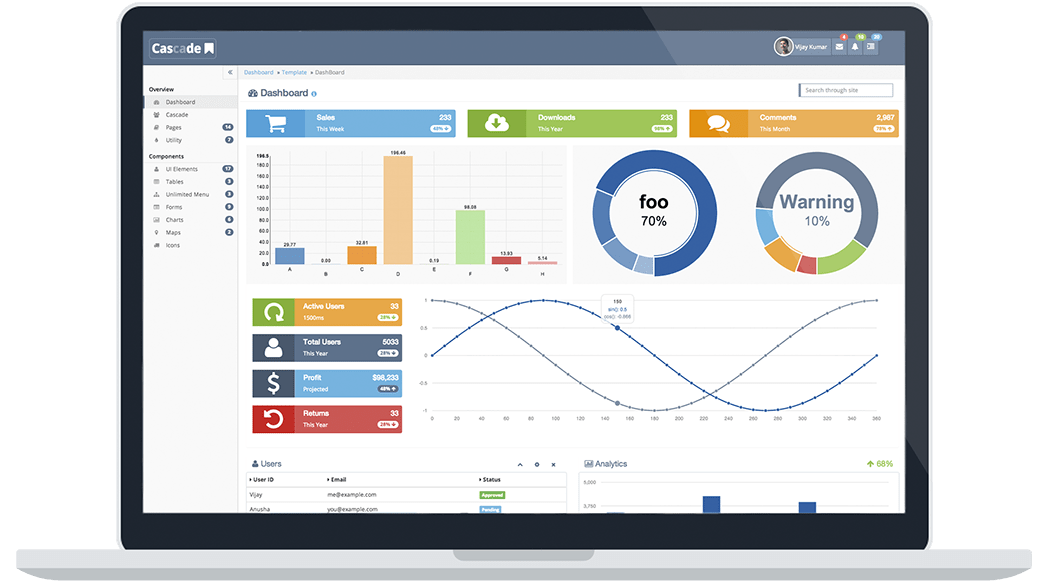 Cascade
Vijay Kumar
4
10
30
Dashboard » Template » DashBoard
Dashboard
Search through site
Overview
Dashboard
Cascade
Pages 14
Utility 7
Components
UI Elements 17
Tables 3
Unlimited Menu 3
Forms 9
Charts 4
Maps 2
Icons
Sales 233
This Week 48%
Downloads 233
This Year 98%
Comments 2,987
This Month 78%
196.5
180.0
160.0
140.0
120.0
100.0
80.0
60.0
40.0
20.0
0.0
29.77
0.00
32.81
196.46
0.19
98.08
13.93
5.14
A
B
C
D
E
F
G
H
foo
70%
Warning
10%
Active Users 33
1500ms 28%
Total Users 5033
This Year 28%
Profit $98,233
Projected 48%
Returns 33
This Year 28%
1
0.5
0
-0.5
-1
150
sin(): 0.5
cos(): -0.866
0 20 40 60 80 100 120 140 160 180 200 220 240 260 280 300 320 340 360
Users
User ID Email Status
Vijay me@example.com Approved
Anusha you@example.com Pending
Analytics 68%
5,000
3,750